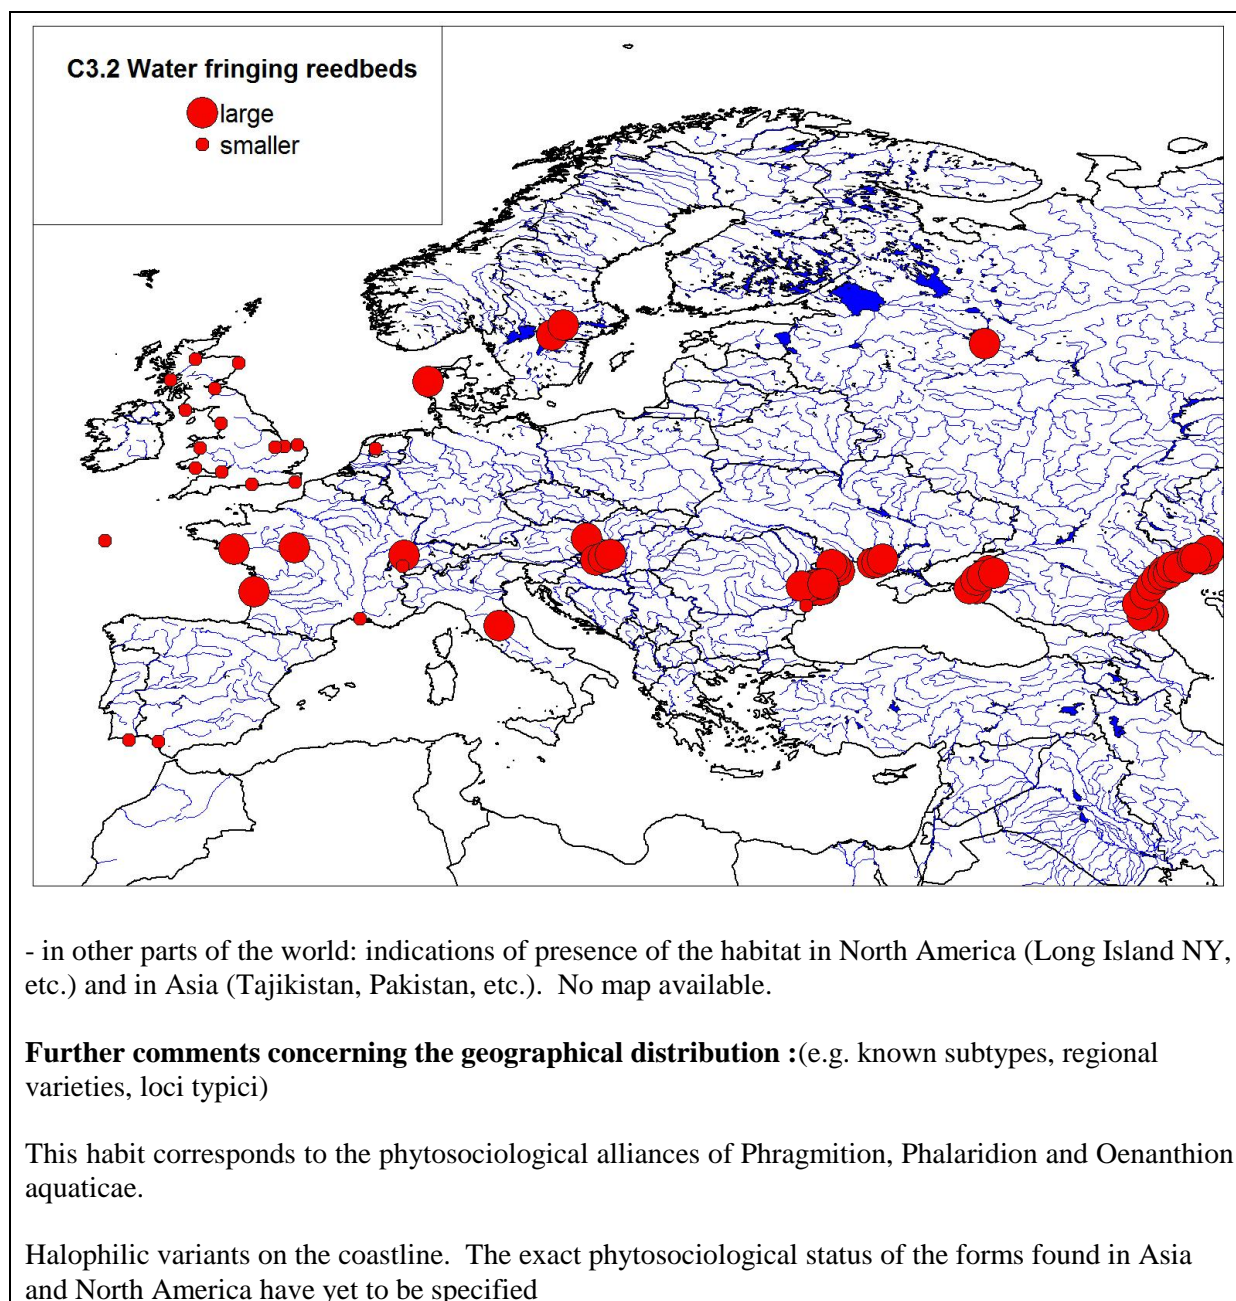 C3.2 Water fringing reedbeds
large
smaller
- in other parts of the world: indications of presence of the habitat in North America (Long Island NY,
etc.) and in Asia (Tajikistan, Pakistan, etc.).  No map available.
Further comments concerning the geographical distribution :(e.g. known subtypes, regional
varieties, loci typici)
This habit corresponds to the phytosociological alliances of Phragmition, Phalaridion and Oenanthion
aquaticae.
Halophilic variants on the coastline.  The exact phytosociological status of the forms found in Asia
and North America have yet to be specified